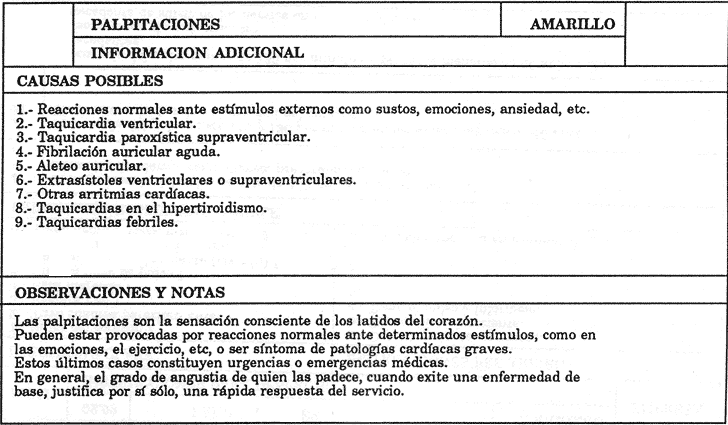 PALPITACIONES AMARILLO
INFORMACION ADICIONAL
CAUSAS POSIBLES
1.- Reacciones normales ante estímulos externos como sustos, emociones, ansiedad, etc.
2.- Taquicardia ventricular.
3.- Taquicardia paroxística supraventricular.
4.- Fibrilación auricular aguda.
5.- Aleteo auricular.
6.- Extrasístoles ventriculares o supraventriculares.
7.- Otras arritmias cardíacas.
8.- Taquicardias en el hipertiroidismo.
9.- Taquicardias febriles.
OBSERVACIONES Y NOTAS
Las palpitaciones son la sensación consciente de los latidos del corazón.
Pueden estar provocadas por reacciones normales ante determinados estímulos, como en
las emociones, el ejercicio, etc, o ser síntoma de patologías cardíacas graves.
Estos últimos casos constituyen urgencias o emergencias médicas.
En general, el grado de angustia de quien las padece, cuando exite una enfermedad de
base, justifica por sí sólo, una rápida respuesta del servicio.